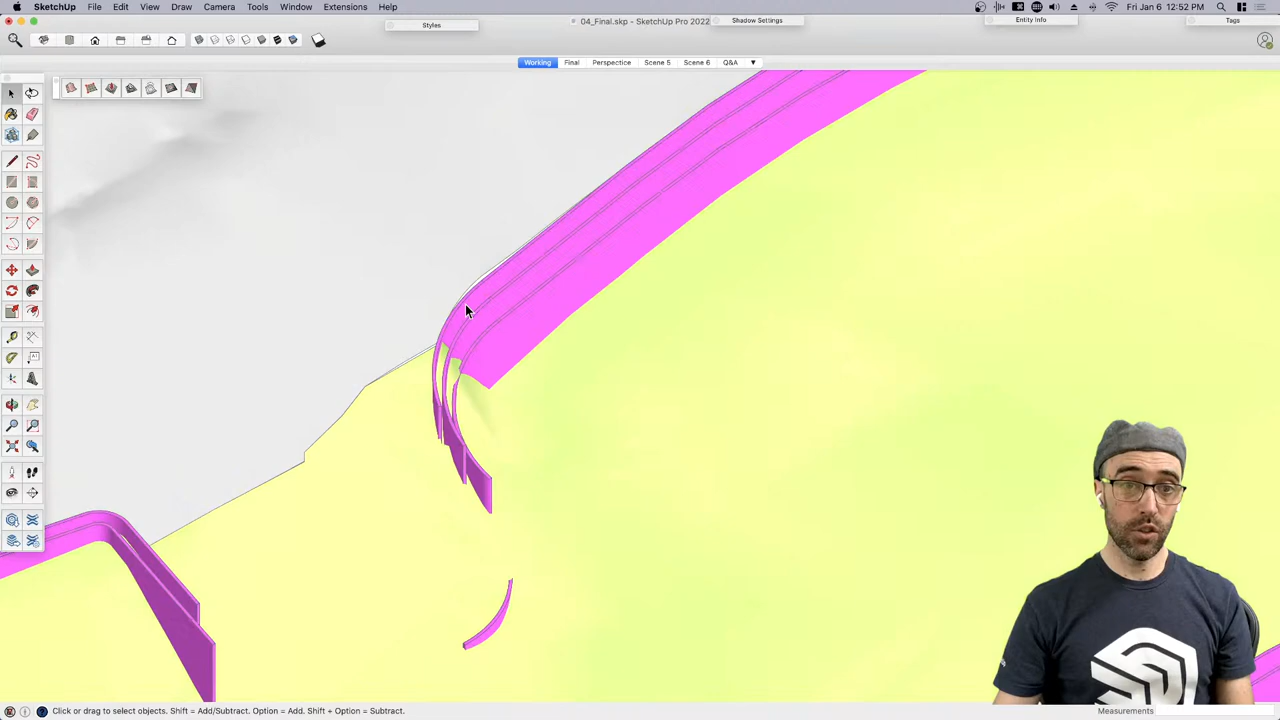 SketchUp File Edit View Draw Camera Tools Window Extensions Help Fri Jan 6 12:52 PM
Styles 04_Final.skp - SketchUp Pro 2022 Shadow Settings Entity Info Tags
Working Final Perspective Scene 5 Scene 6 Q&A
Click or drag to select objects. Shift = Add/Subtract. Option = Add. Shift + Option = Subtract. Measurements